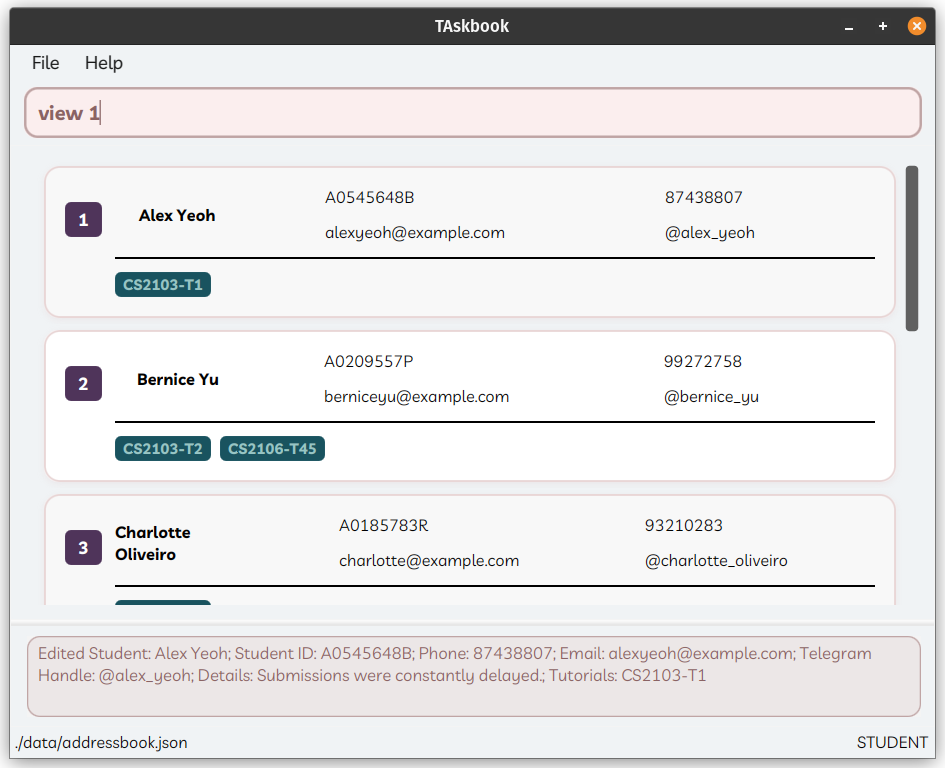 TAskbook
File Help
view 1
1 Alex Yeoh A0545648B 87438807
alexyeoh@example.com @alex_yeoh
CS2103-T1
2 Bernice Yu A0209557P 99272758
berniceyu@example.com @bernice_yu
CS2103-T2 CS2106-T45
3 Charlotte Oliveiro A0185783R 93210283
charlotte@example.com @charlotte_oliveiro
Edited Student: Alex Yeoh; Student ID: A0545648B; Phone: 87438807; Email: alexyeoh@example.com; Telegram
Handle: @alex_yeoh; Details: Submissions were constantly delayed.; Tutorials: CS2103-T1
./data/addressbook.json STUDENT